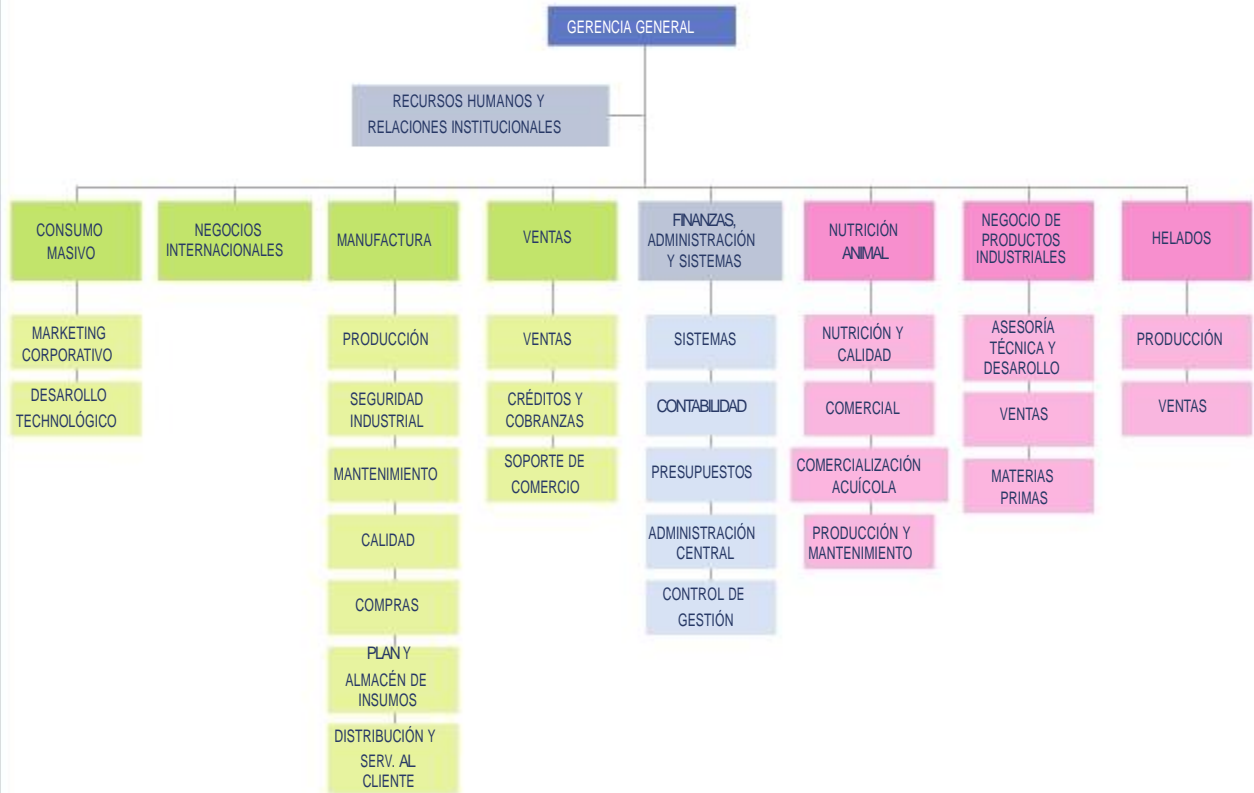 GERENCIA GENERAL
RECURSOS HUMANOS Y
RELACIONES INSTITUCIONALES
CONSUMO
MASIVO
NEGOCIOS
INTERNACIONALES
MANUFACTURA
VENTAS
FINANZAS,
ADMINISTRACIÓN
Y SISTEMAS
NUTRICIÓN
ANIMAL
NEGOCIO DE
PRODUCTOS
INDUSTRIALES
HELADOS
MARKETING
CORPORATIVO
DESAROLLO
TECHNOLÓGICO
PRODUCCIÓN
SEGURIDAD
INDUSTRIAL
MANTENIMIENTO
CALIDAD
COMPRAS
PLAN Y
ALMACÉN DE
INSUMOS
DISTRIBUCIÓN Y
SERV. AL
CLIENTE
VENTAS
CRÉDITOS Y
COBRANZAS
SOPORTE DE
COMERCIO
SISTEMAS
CONTABILIDAD
PRESUPUESTOS
ADMINISTRACIÓN
CENTRAL
CONTROL DE
GESTIÓN
NUTRICIÓN Y
CALIDAD
COMERCIAL
COMERCIALIZACIÓN
ACUÍCOLA
PRODUCCIÓN Y
MANTENIMIENTO
ASESORÍA
TÉCNICA Y
DESAROLLO
VENTAS
MATERIAS
PRIMAS
PRODUCCIÓN
VENTAS